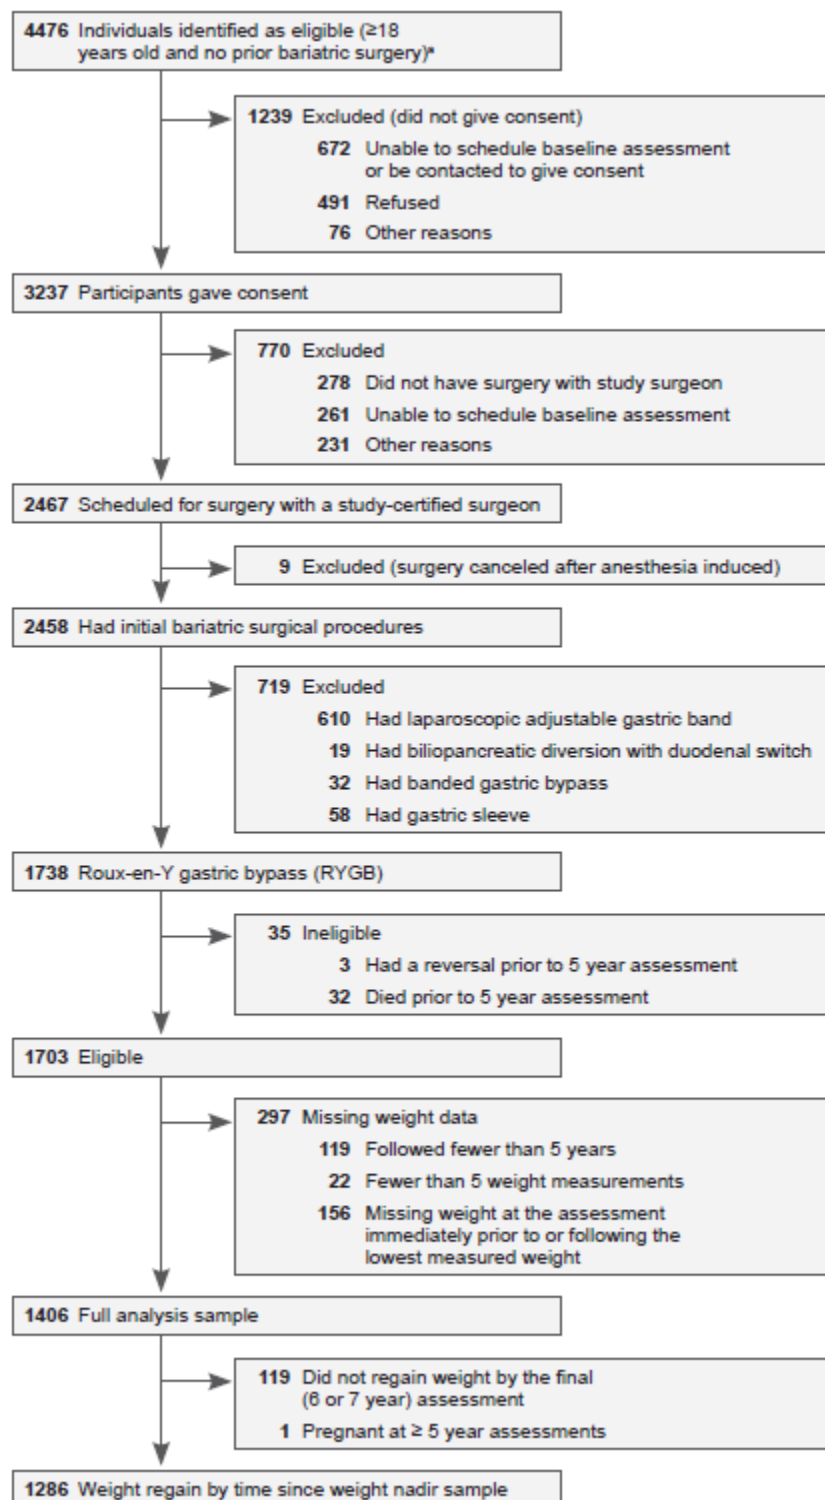 4476 Individuals identified as eligible (≥18
years old and no prior bariatric surgery)ª
1239 Excluded (did not give consent)
672 Unable to schedule baseline assessment
or be contacted to give consent
491 Refused
76 Other reasons
3237 Participants gave consent
770 Excluded
278 Did not have surgery with study surgeon
261 Unable to schedule baseline assessment
231 Other reasons
2467 Scheduled for surgery with a study-certified surgeon
9 Excluded (surgery canceled after anesthesia induced)
2458 Had initial bariatric surgical procedures
719 Excluded
610 Had laparoscopic adjustable gastric band
19 Had biliopancreatic diversion with duodenal switch
32 Had banded gastric bypass
58 Had gastric sleeve
1738 Roux-en-Y gastric bypass (RYGB)
35 Ineligible
3 Had a reversal prior to 5 year assessment
32 Died prior to 5 year assessment
1703 Eligible
297 Missing weight data
119 Followed fewer than 5 years
22 Fewer than 5 weight measurements
156 Missing weight at the assessment
immediately prior to or following the
lowest measured weight
1406 Full analysis sample
119 Did not regain weight by the final
(6 or 7 year) assessment
1 Pregnant at ≥ 5 year assessments
1286 Weight regain by time since weight nadir sample